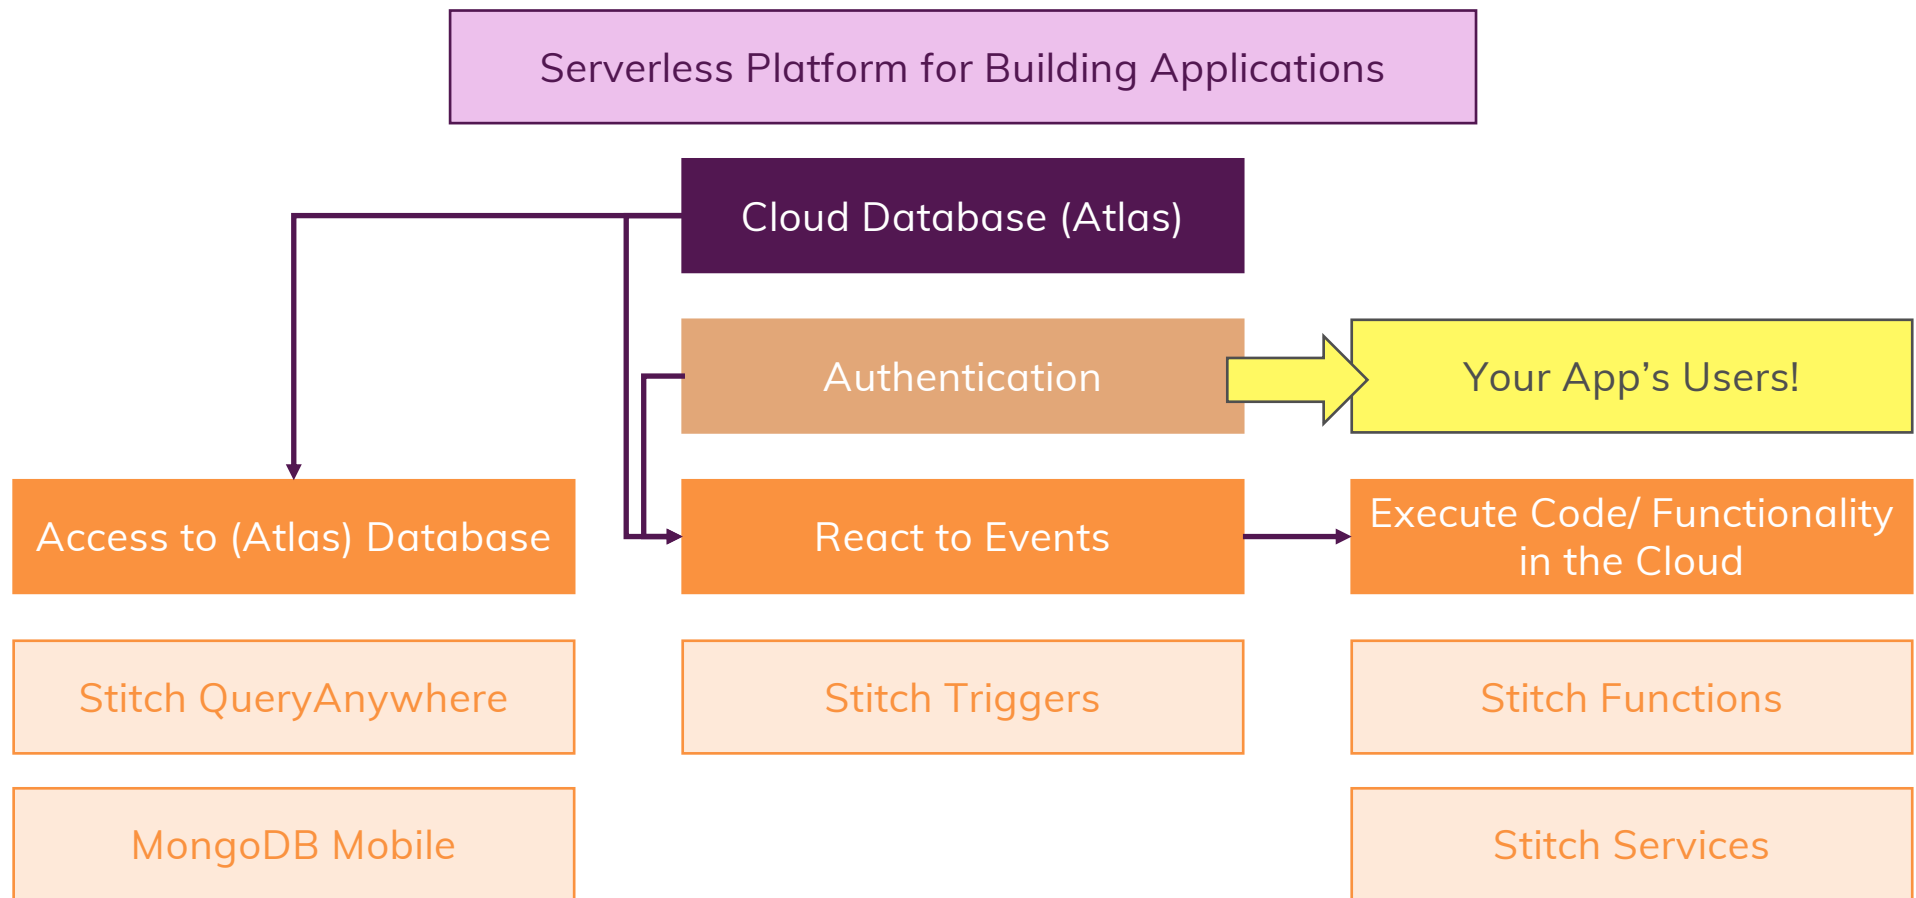 Serverless Platform for Building Applications
Cloud Database (Atlas)
Authentication
Your App’s Users!
Access to (Atlas) Database
React to Events
Execute Code/ Functionality
in the Cloud
Stitch QueryAnywhere
Stitch Triggers
Stitch Functions
MongoDB Mobile
Stitch Services